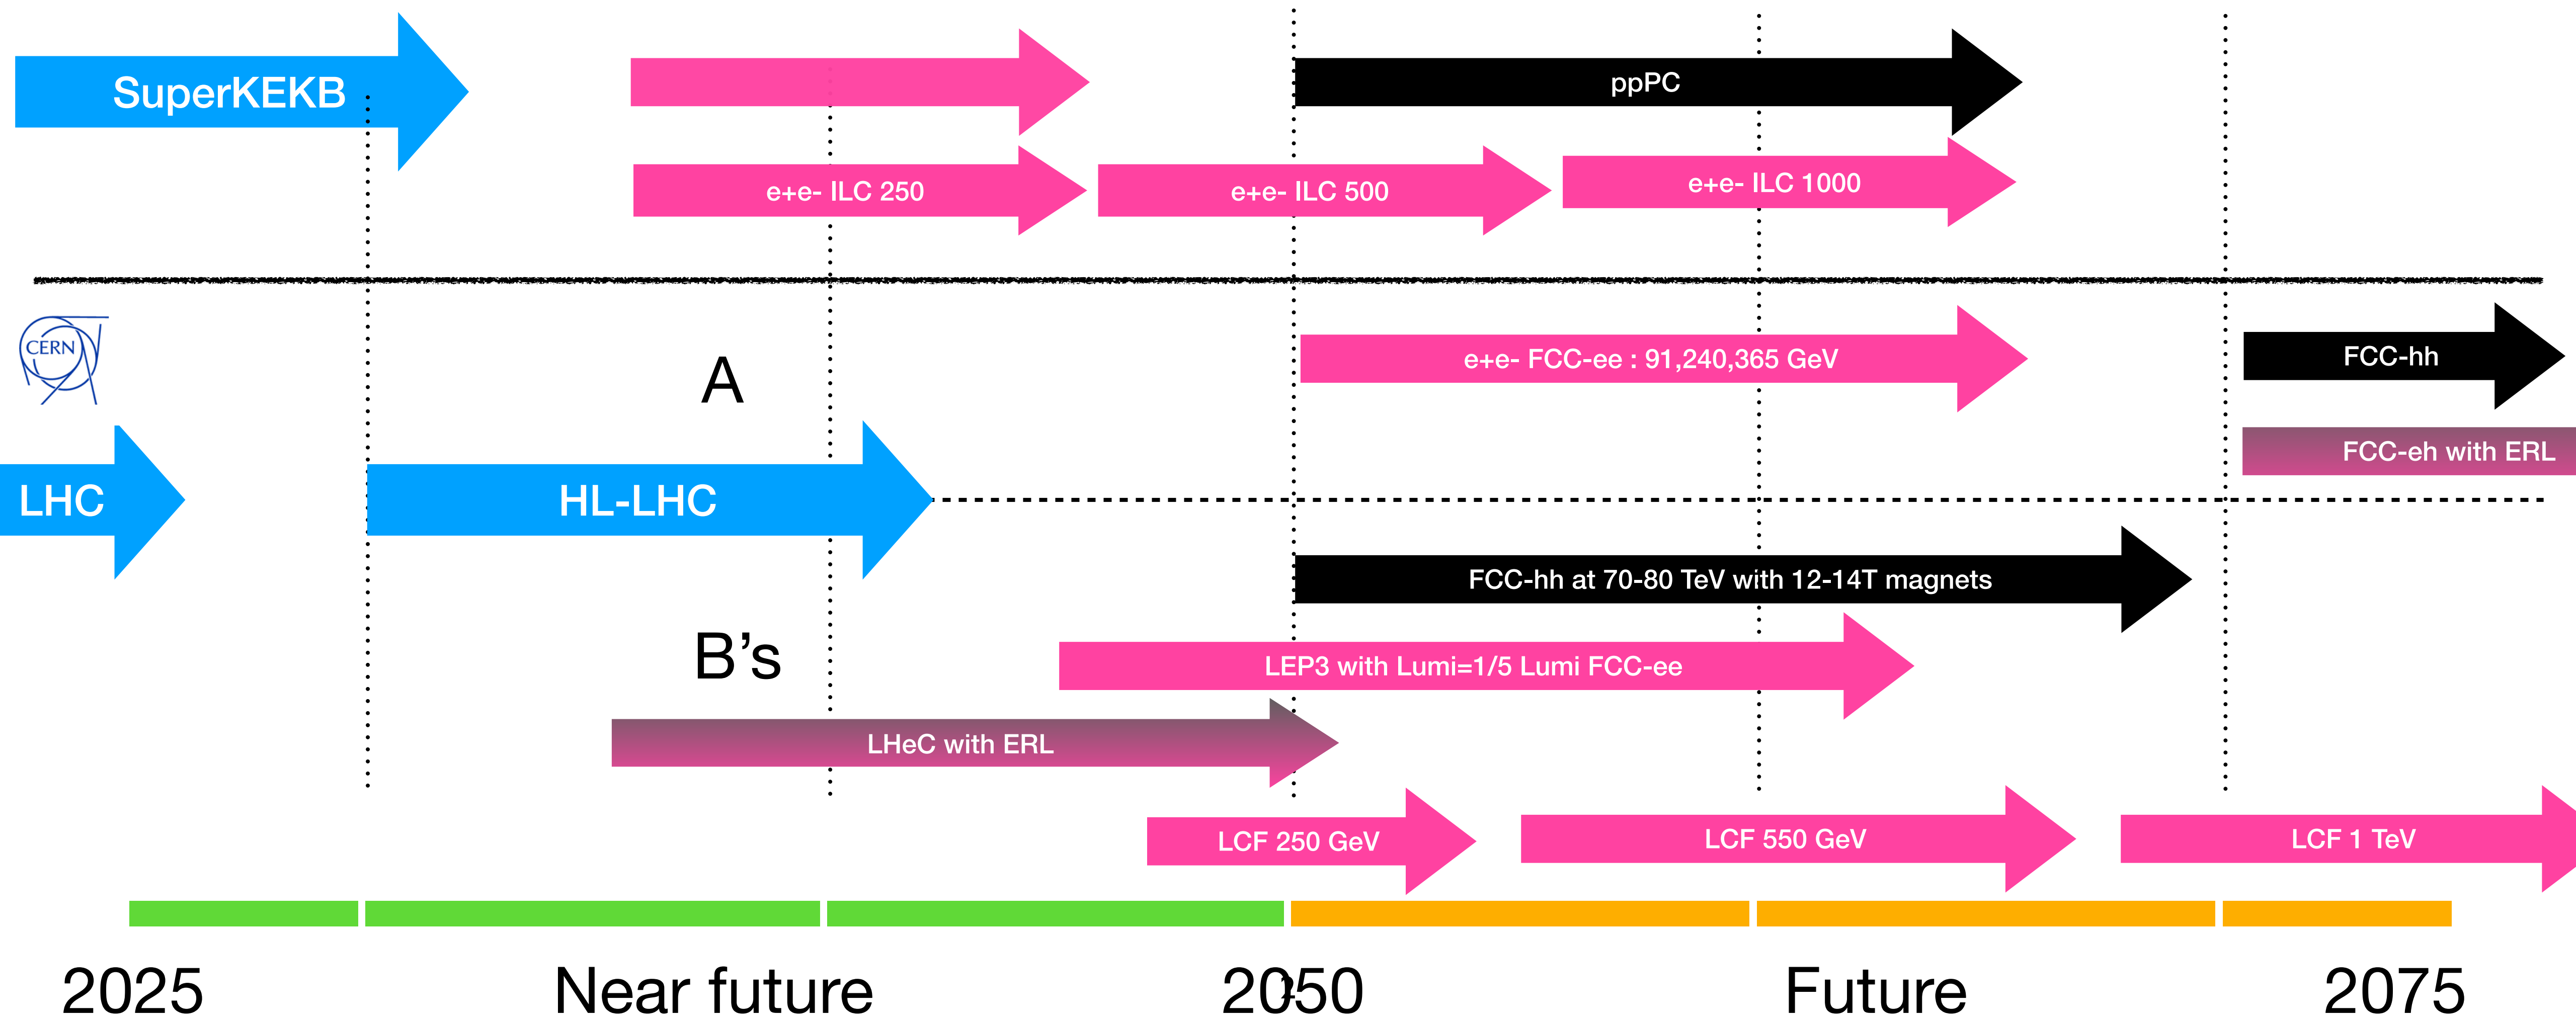 SuperKEKB
ppPC
e+e- ILC 250
e+e- ILC 500
e+e- ILC 1000
CERN
A
e+e- FCC-ee : 91,240,365 GeV
FCC-hh
FCC-eh with ERL
LHC
HL-LHC
FCC-hh at 70-80 TeV with 12-14T magnets
B’s
LEP3 with Lumi=1/5 Lumi FCC-ee
LHeC with ERL
LCF 250 GeV
LCF 550 GeV
LCF 1 TeV
2025
Near future
2050
2
Future
2075